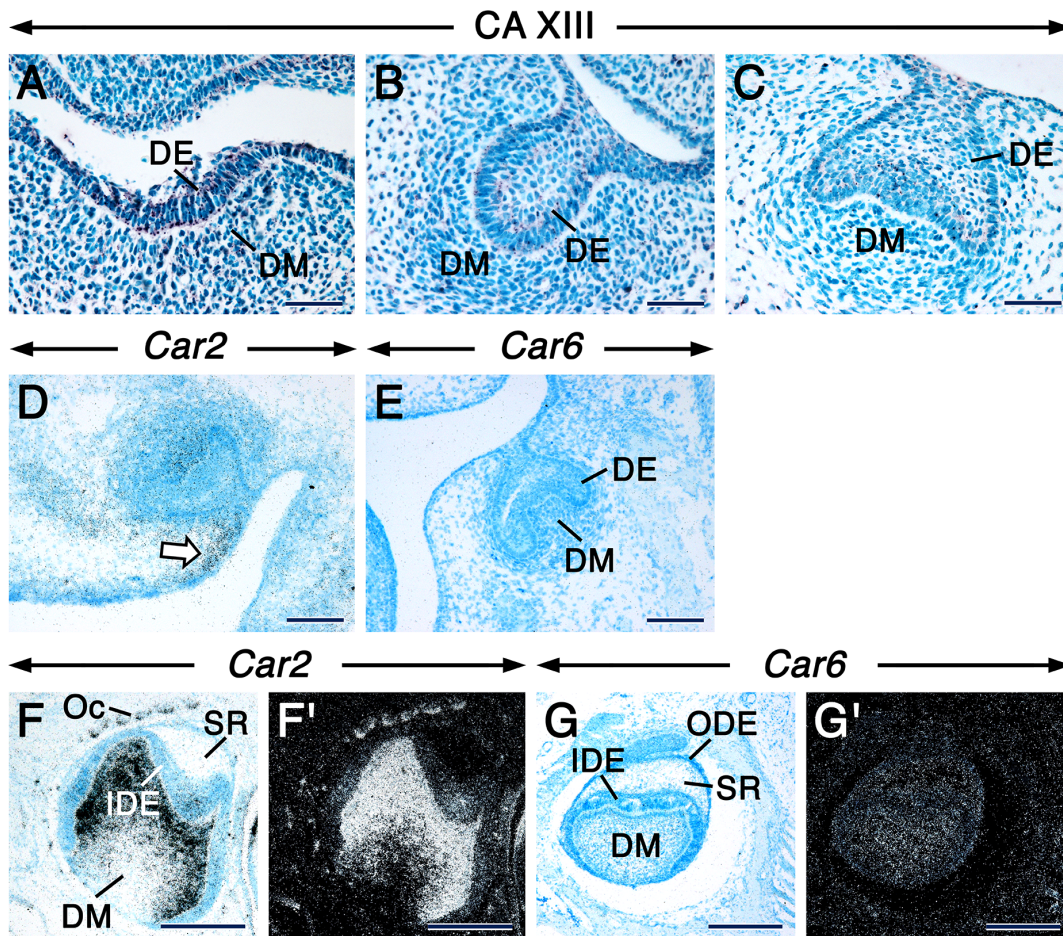 CA XIII
A
DE
DM
B
DM
DE
C
DE
DM
Car2
Car6
D
E
DE
DM
Car2
Car6
F
Oc
SR
IDE
DM
F'
G
ODE
IDE
SR
DM
G'